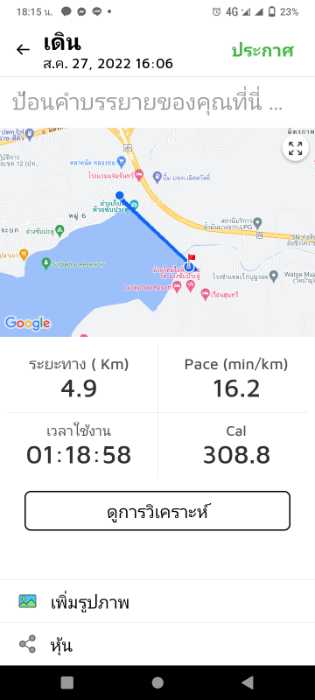 18:15 น.
4G
23%
เดิน
ส.ค. 27, 2022 16:06
ประกาศ
ป้อนคำบรรยายของคุณที่นี่ ...
หมู่ 6
Google
ระยะทาง ( Km)
Pace (min/km)
4.9
16.2
เวลาใช้งาน
Cal
01:18:58
308.8
ดูการวิเคราะห์
เพิ่มรูปภาพ
หุ้น